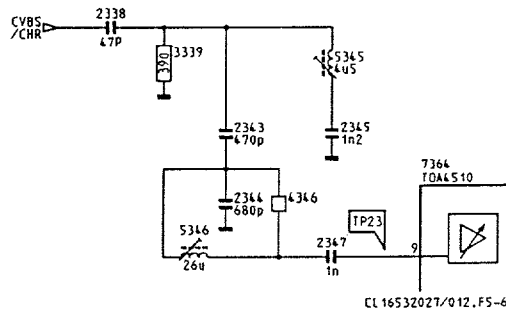 CVBS
/CHR
2338
47P
3339
390
5345
4u5
2343
470p
2345
1n2
7364
TDA4510
2344
680p
4346
5346
26u
TP23
2347
1n
9
CL 16532027/012.F5-6